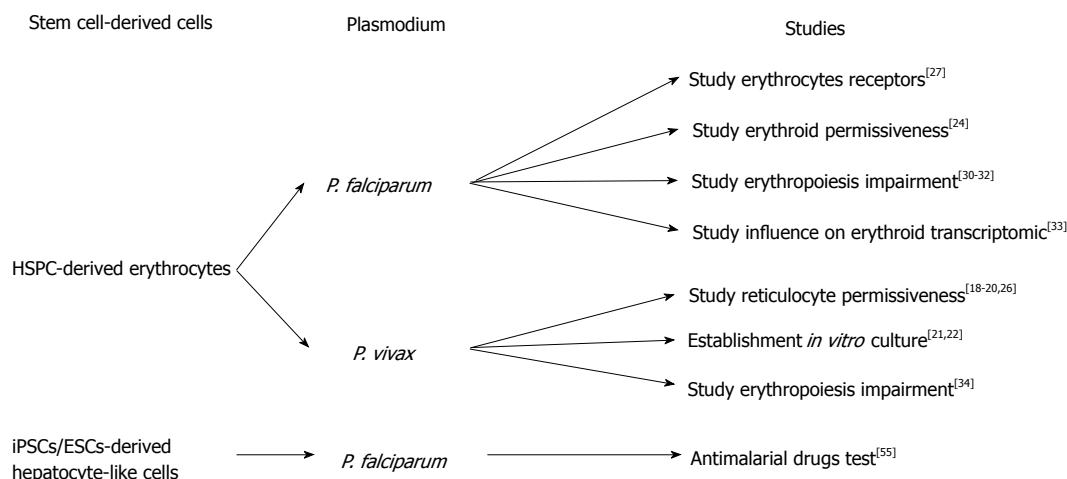 Stem cell-derived cells
Plasmodium
Studies
HSPC-derived erythrocytes
P. falciparum
Study erythrocytes receptors[27]
Study erythroid permissiveness[24]
Study erythropoiesis impairment[30-32]
Study influence on erythroid transcriptomic[33]
P. vivax
Study reticulocyte permissiveness[18-20,26]
Establishment in vitro culture[21,22]
Study erythropoiesis impairment[34]
iPSCs/ESCs-derived
hepatocyte-like cells
P. falciparum
Antimalarial drugs test[55]